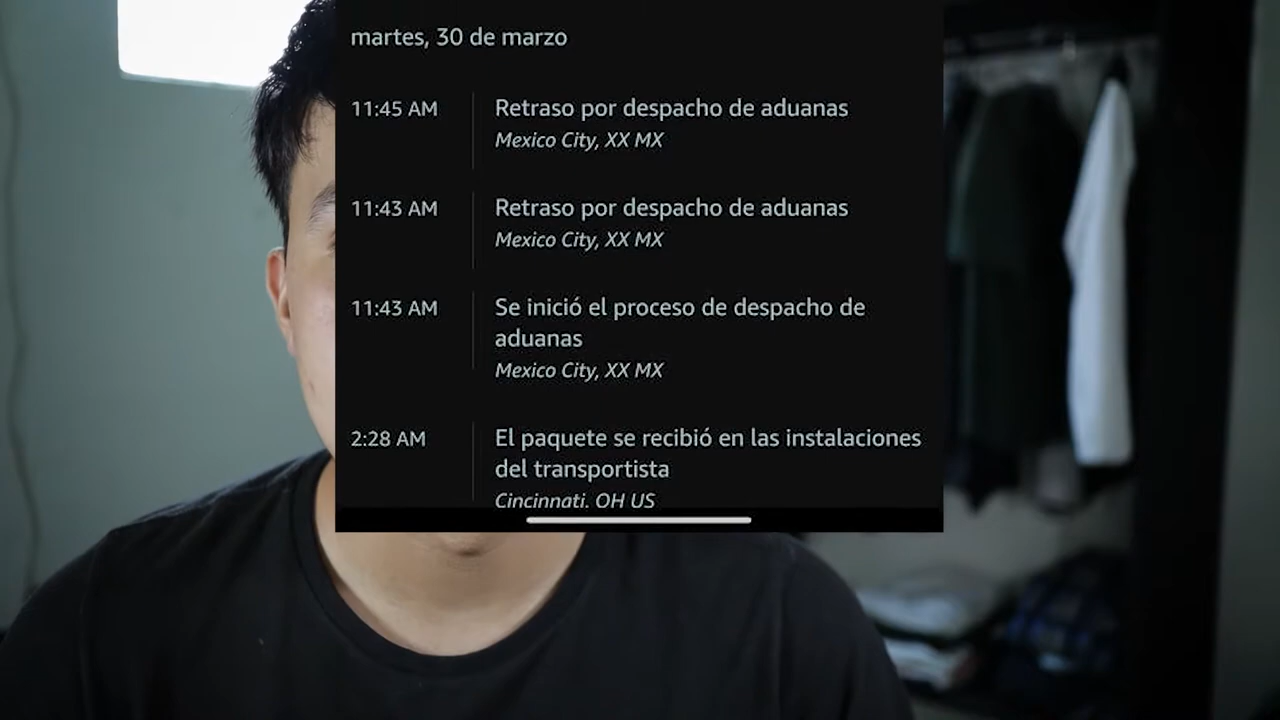 martes, 30 de marzo
11:45 AM
Retraso por despacho de aduanas
Mexico City, XX MX
11:43 AM
Retraso por despacho de aduanas
Mexico City, XX MX
11:43 AM
Se inició el proceso de despacho de
aduanas
Mexico City, XX MX
2:28 AM
El paquete se recibió en las instalaciones
del transportista
Cincinnati, OH US